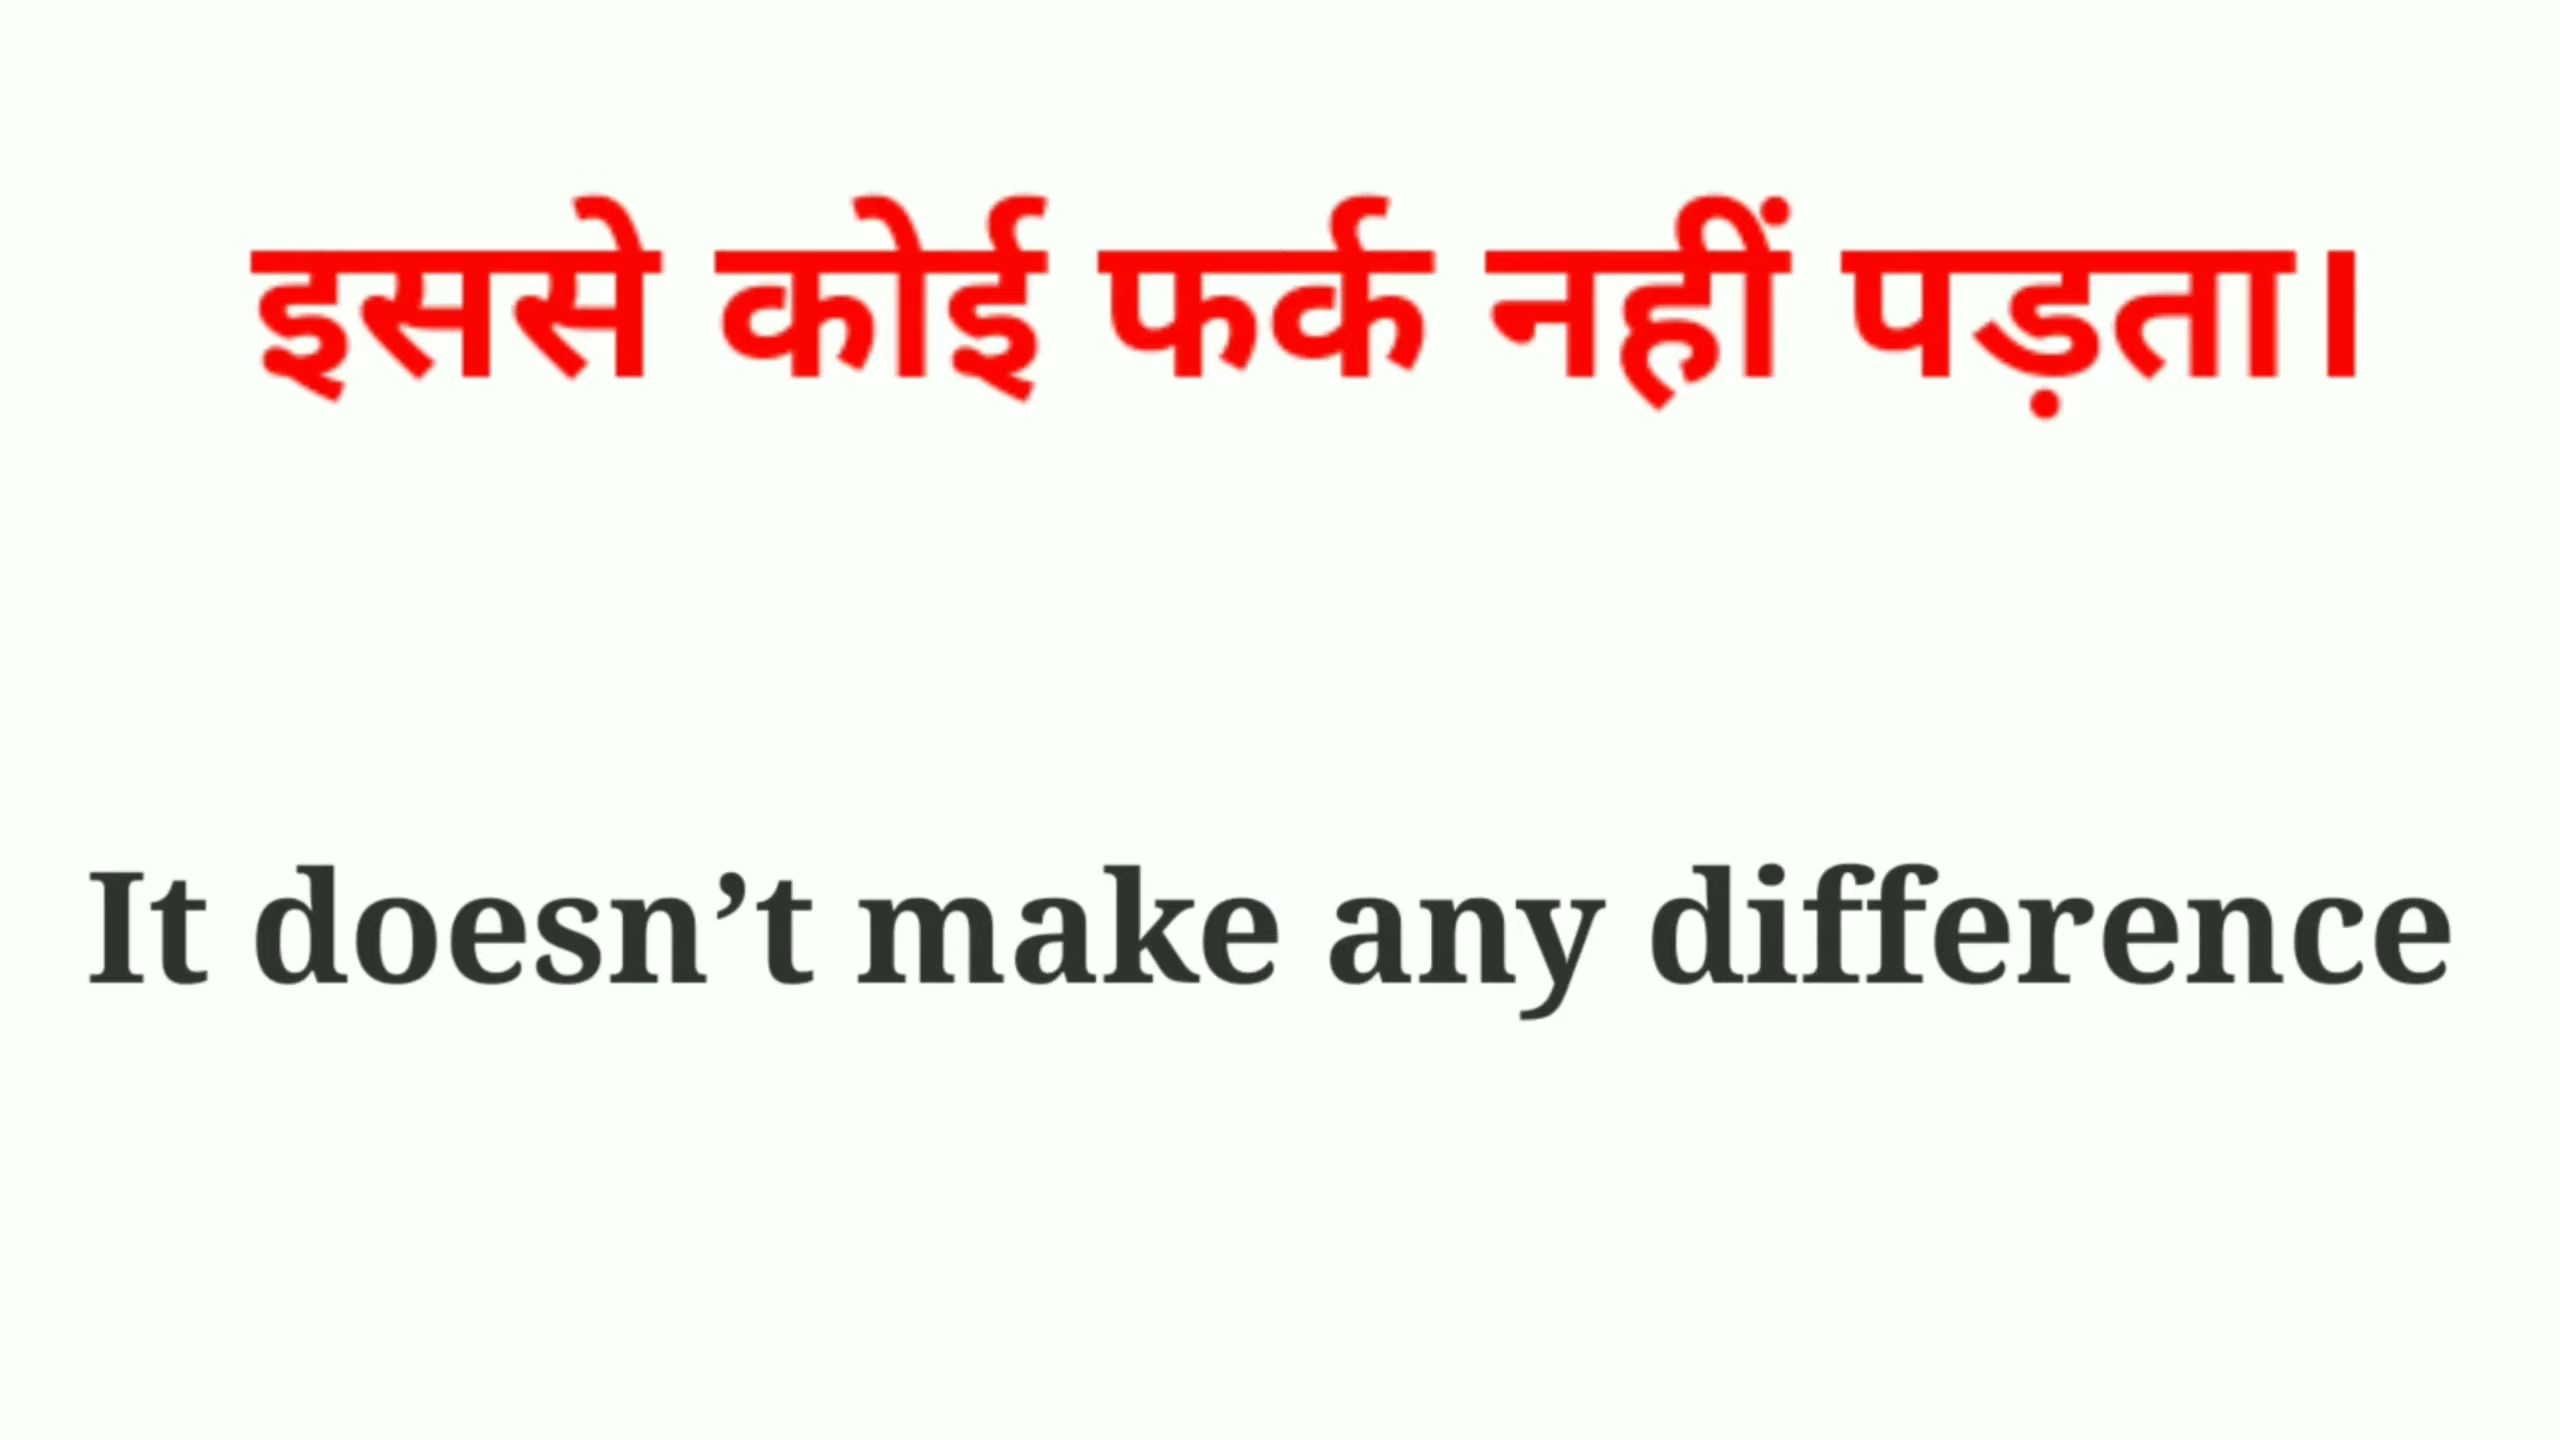 इससे कोई फर्क नहीं पड़ता।
It doesn’t make any difference